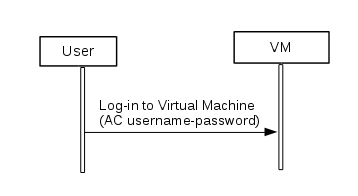 User
VM
Log-in to Virtual Machine
(AC username-password)